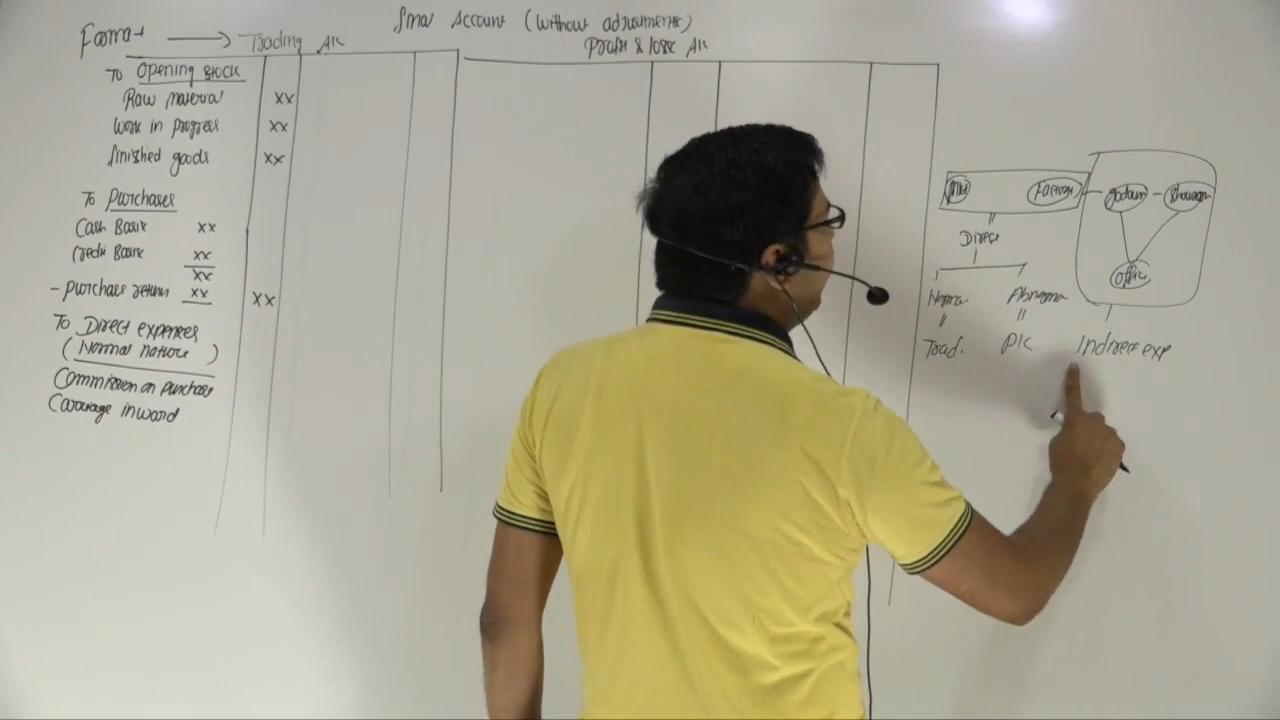 Format → Trading A/c
Final Account (without adjustments)
Profit & loss A/c
To Opening stock
Raw material xx
Work in progress xx
finished goods xx
To Purchases
Cash Basis xx
Credit Basis xx
xx
- purchase return xx xx
To Direct expenses
(Normal nature)
Commission on purchase
Carriage inward
Factory
godown - Showroom
Office
Direct
Normal Abnormal
Trad. P/L
Indirect exp